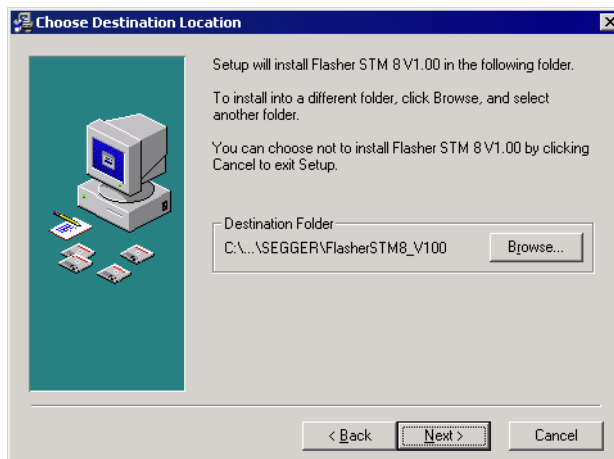 Choose Destination Location
Setup will install Flasher STM 8 V1.00 in the following folder.
To install into a different folder, click Browse, and select
another folder.
You can choose not to install Flasher STM 8 V1.00 by clicking
Cancel to exit Setup.
Destination Folder
C:\...\SEGGER\FlasherSTM8_V100
Browse...
< Back
Next >
Cancel